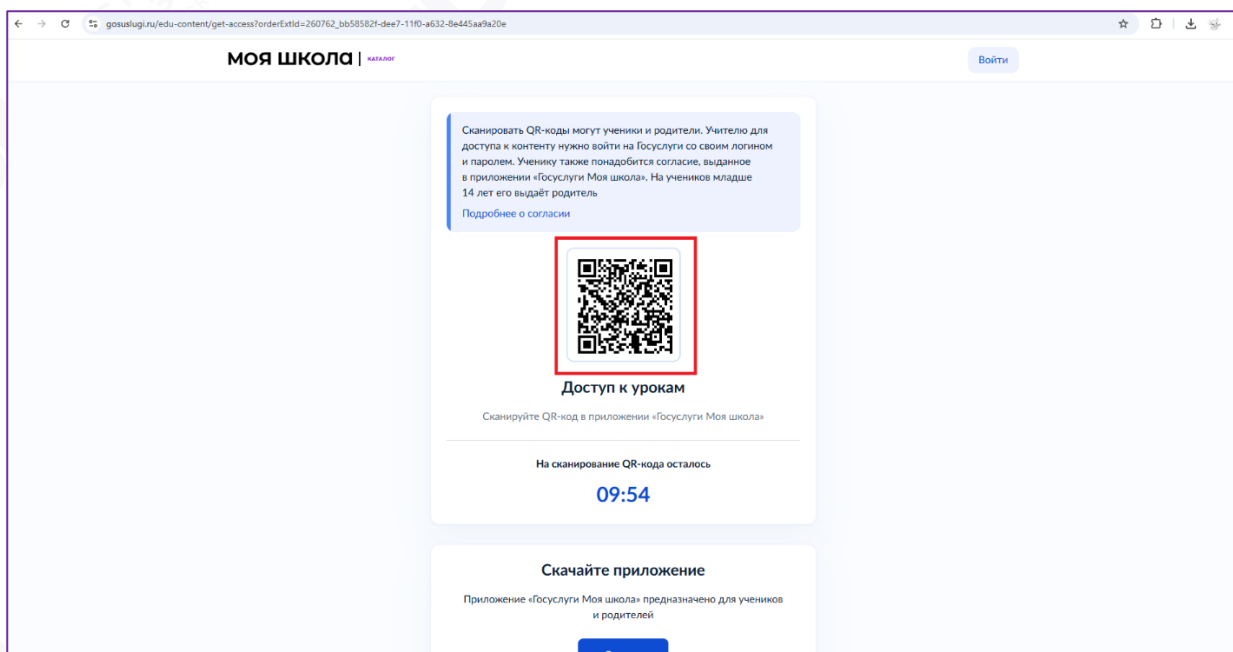 gosuslugi.ru/edu-content/get-access?orderExtId=260762_bb58582f-dee7-11f0-a632-8e445aa9a20e
МОЯ ШКОЛА | КАТАЛОГ
Войти
Сканировать QR-коды могут ученики и родители. Учителю для
доступа к контенту нужно войти на Госуслуги со своим логином
и паролем. Ученику также понадобится согласие, выданное
в приложении «Госуслуги Моя школа». На учеников младше
14 лет его выдаёт родитель
Подробнее о согласии
Доступ к урокам
Сканируйте QR-код в приложении «Госуслуги Моя школа»
На сканирование QR-кода осталось
09:54
Скачайте приложение
Приложение «Госуслуги Моя школа» предназначено для учеников
и родителей